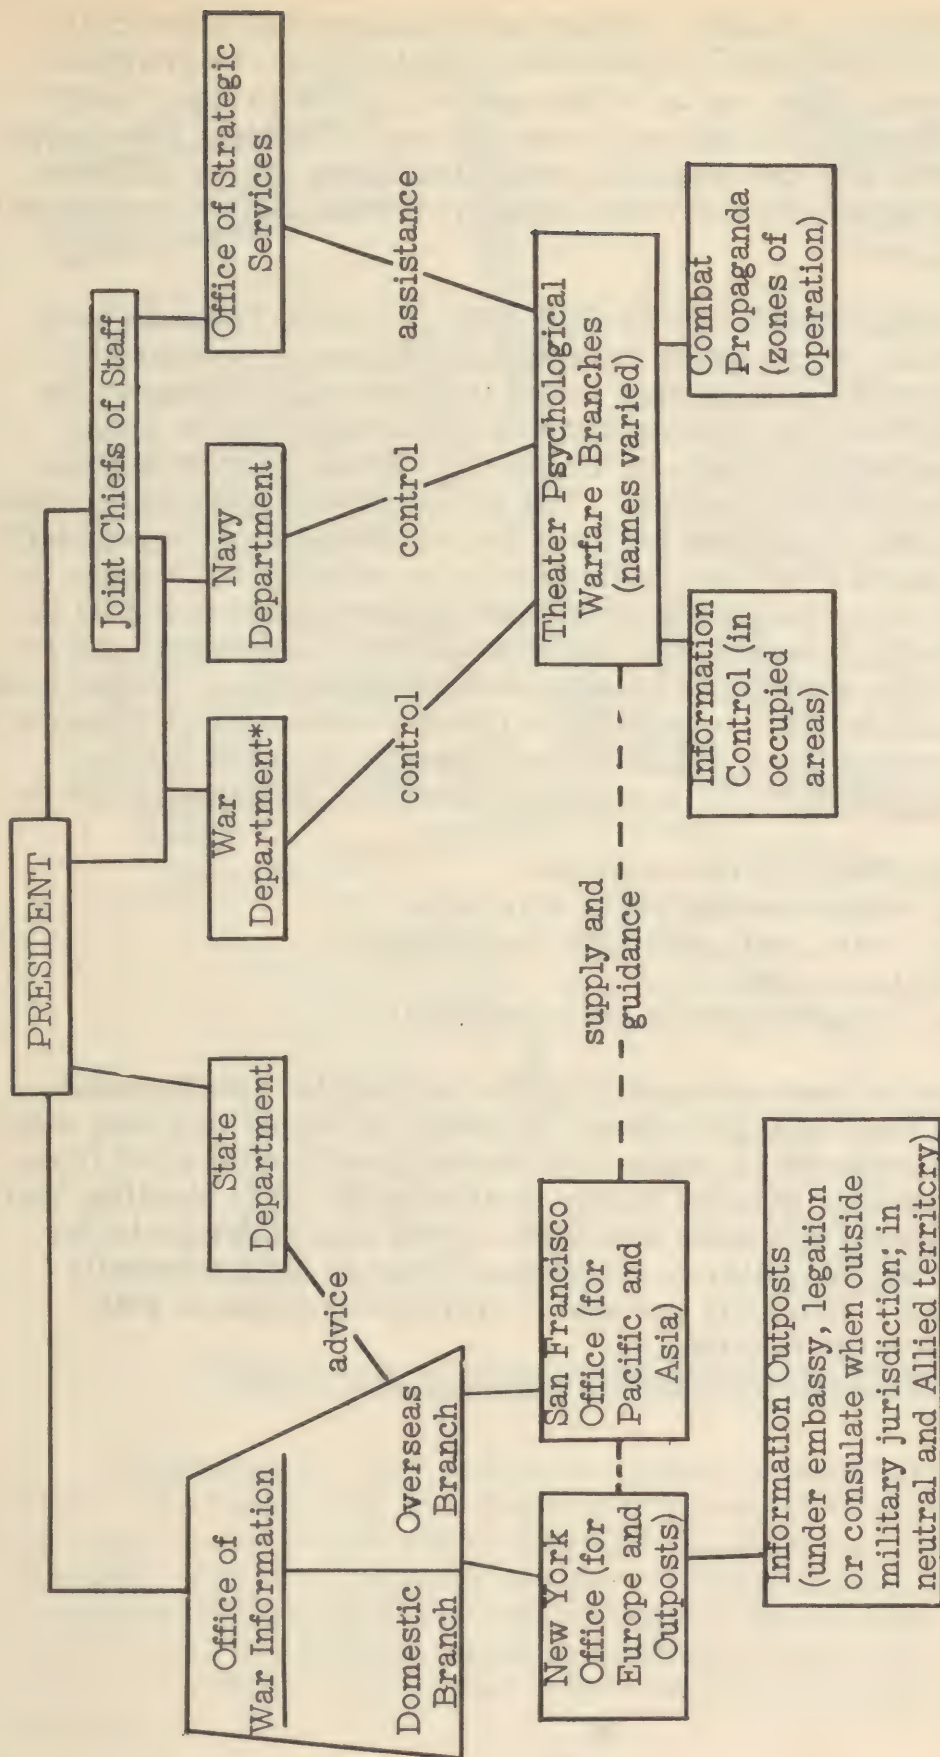 PRESIDENT
Joint Chiefs of Staff
Office of
War Information
Domestic
Branch
Overseas
Branch
State
Department
War
Department*
Navy
Department
Office of Strategic
Services
advice
control
control
assistance
New York
Office (for
Europe and
Outposts)
San Francisco
Office (for
Pacific and
Asia)
supply and
guidance
Theater Psychological
Warfare Branches
(names varied)
Information Outposts
(under embassy, legation
or consulate when outside
military jurisdiction; in
neutral and Allied territory)
Information
Control (in
occupied
areas)
Combat
Propaganda
(zones of
operation)